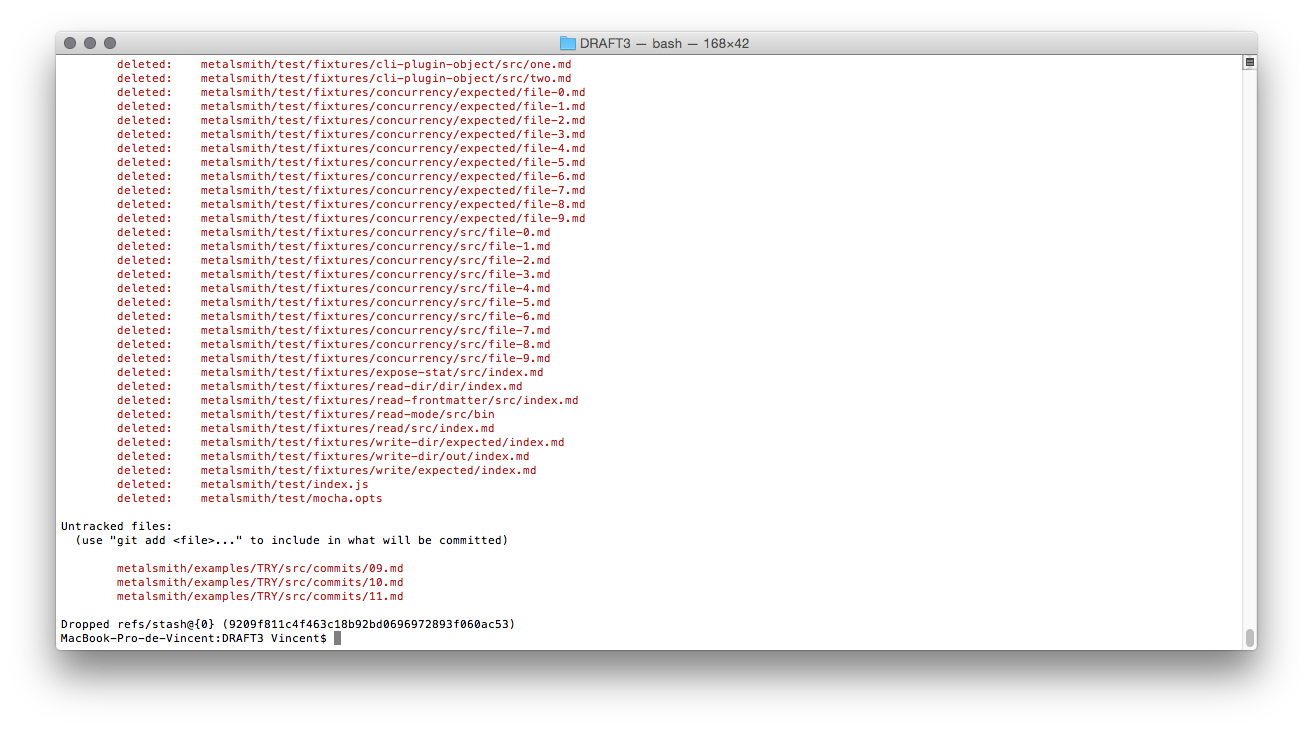 DRAFT3 — bash — 168×42
deleted:    metalsmith/test/fixtures/cli-plugin-object/src/one.md
deleted:    metalsmith/test/fixtures/cli-plugin-object/src/two.md
deleted:    metalsmith/test/fixtures/concurrency/expected/file-0.md
deleted:    metalsmith/test/fixtures/concurrency/expected/file-1.md
deleted:    metalsmith/test/fixtures/concurrency/expected/file-2.md
deleted:    metalsmith/test/fixtures/concurrency/expected/file-3.md
deleted:    metalsmith/test/fixtures/concurrency/expected/file-4.md
deleted:    metalsmith/test/fixtures/concurrency/expected/file-5.md
deleted:    metalsmith/test/fixtures/concurrency/expected/file-6.md
deleted:    metalsmith/test/fixtures/concurrency/expected/file-7.md
deleted:    metalsmith/test/fixtures/concurrency/expected/file-8.md
deleted:    metalsmith/test/fixtures/concurrency/expected/file-9.md
deleted:    metalsmith/test/fixtures/concurrency/src/file-0.md
deleted:    metalsmith/test/fixtures/concurrency/src/file-1.md
deleted:    metalsmith/test/fixtures/concurrency/src/file-2.md
deleted:    metalsmith/test/fixtures/concurrency/src/file-3.md
deleted:    metalsmith/test/fixtures/concurrency/src/file-4.md
deleted:    metalsmith/test/fixtures/concurrency/src/file-5.md
deleted:    metalsmith/test/fixtures/concurrency/src/file-6.md
deleted:    metalsmith/test/fixtures/concurrency/src/file-7.md
deleted:    metalsmith/test/fixtures/concurrency/src/file-8.md
deleted:    metalsmith/test/fixtures/concurrency/src/file-9.md
deleted:    metalsmith/test/fixtures/expose-stat/src/index.md
deleted:    metalsmith/test/fixtures/read-dir/dir/index.md
deleted:    metalsmith/test/fixtures/read-frontmatter/src/index.md
deleted:    metalsmith/test/fixtures/read-mode/src/bin
deleted:    metalsmith/test/fixtures/read/src/index.md
deleted:    metalsmith/test/fixtures/write-dir/expected/index.md
deleted:    metalsmith/test/fixtures/write-dir/out/index.md
deleted:    metalsmith/test/fixtures/write/expected/index.md
deleted:    metalsmith/test/index.js
deleted:    metalsmith/test/mocha.opts
Untracked files:
(use "git add <file>..." to include in what will be committed)
metalsmith/examples/TRY/src/commits/09.md
metalsmith/examples/TRY/src/commits/10.md
metalsmith/examples/TRY/src/commits/11.md
Dropped refs/stash@{0} (9209f811c4f463c18b92bd0696972893f060ac53)
MacBook-Pro-de-Vincent:DRAFT3 Vincent$